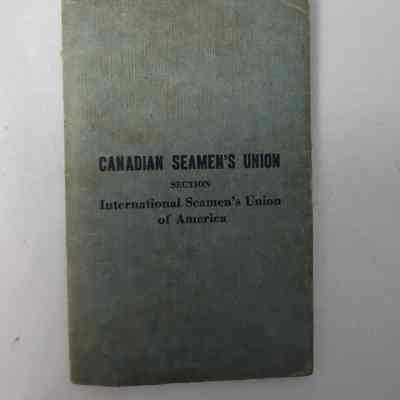 CANADIAN SEAMEN'S UNION
SECTION
International Seamen's Union
of America